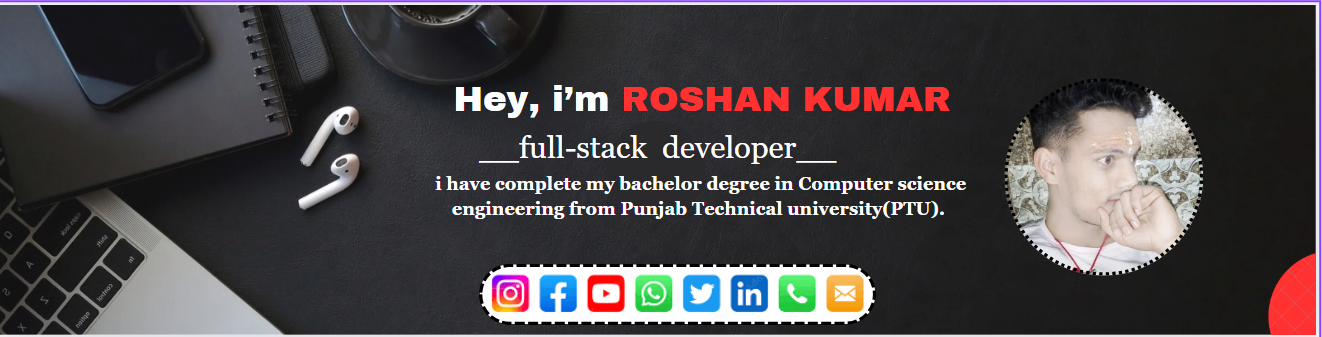 Hey, i’m ROSHAN KUMAR
__full-stack developer__
i have complete my bachelor degree in Computer science
engineering from Punjab Technical university(PTU).
in